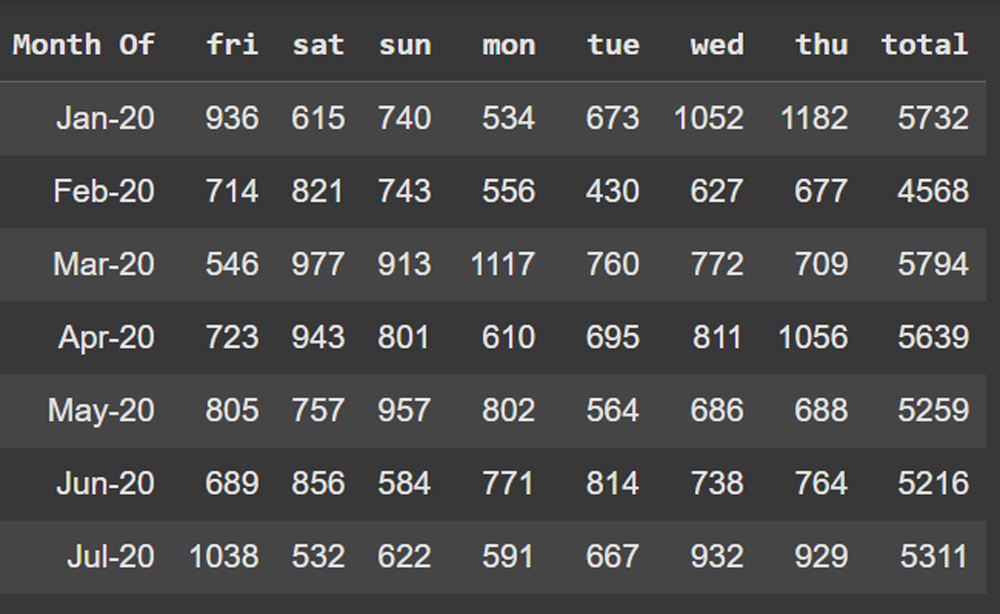 Month Of fri sat sun mon tue wed thu total
Jan-20 936 615 740 534 673 1052 1182 5732
Feb-20 714 821 743 556 430 627 677 4568
Mar-20 546 977 913 1117 760 772 709 5794
Apr-20 723 943 801 610 695 811 1056 5639
May-20 805 757 957 802 564 686 688 5259
Jun-20 689 856 584 771 814 738 764 5216
Jul-20 1038 532 622 591 667 932 929 5311